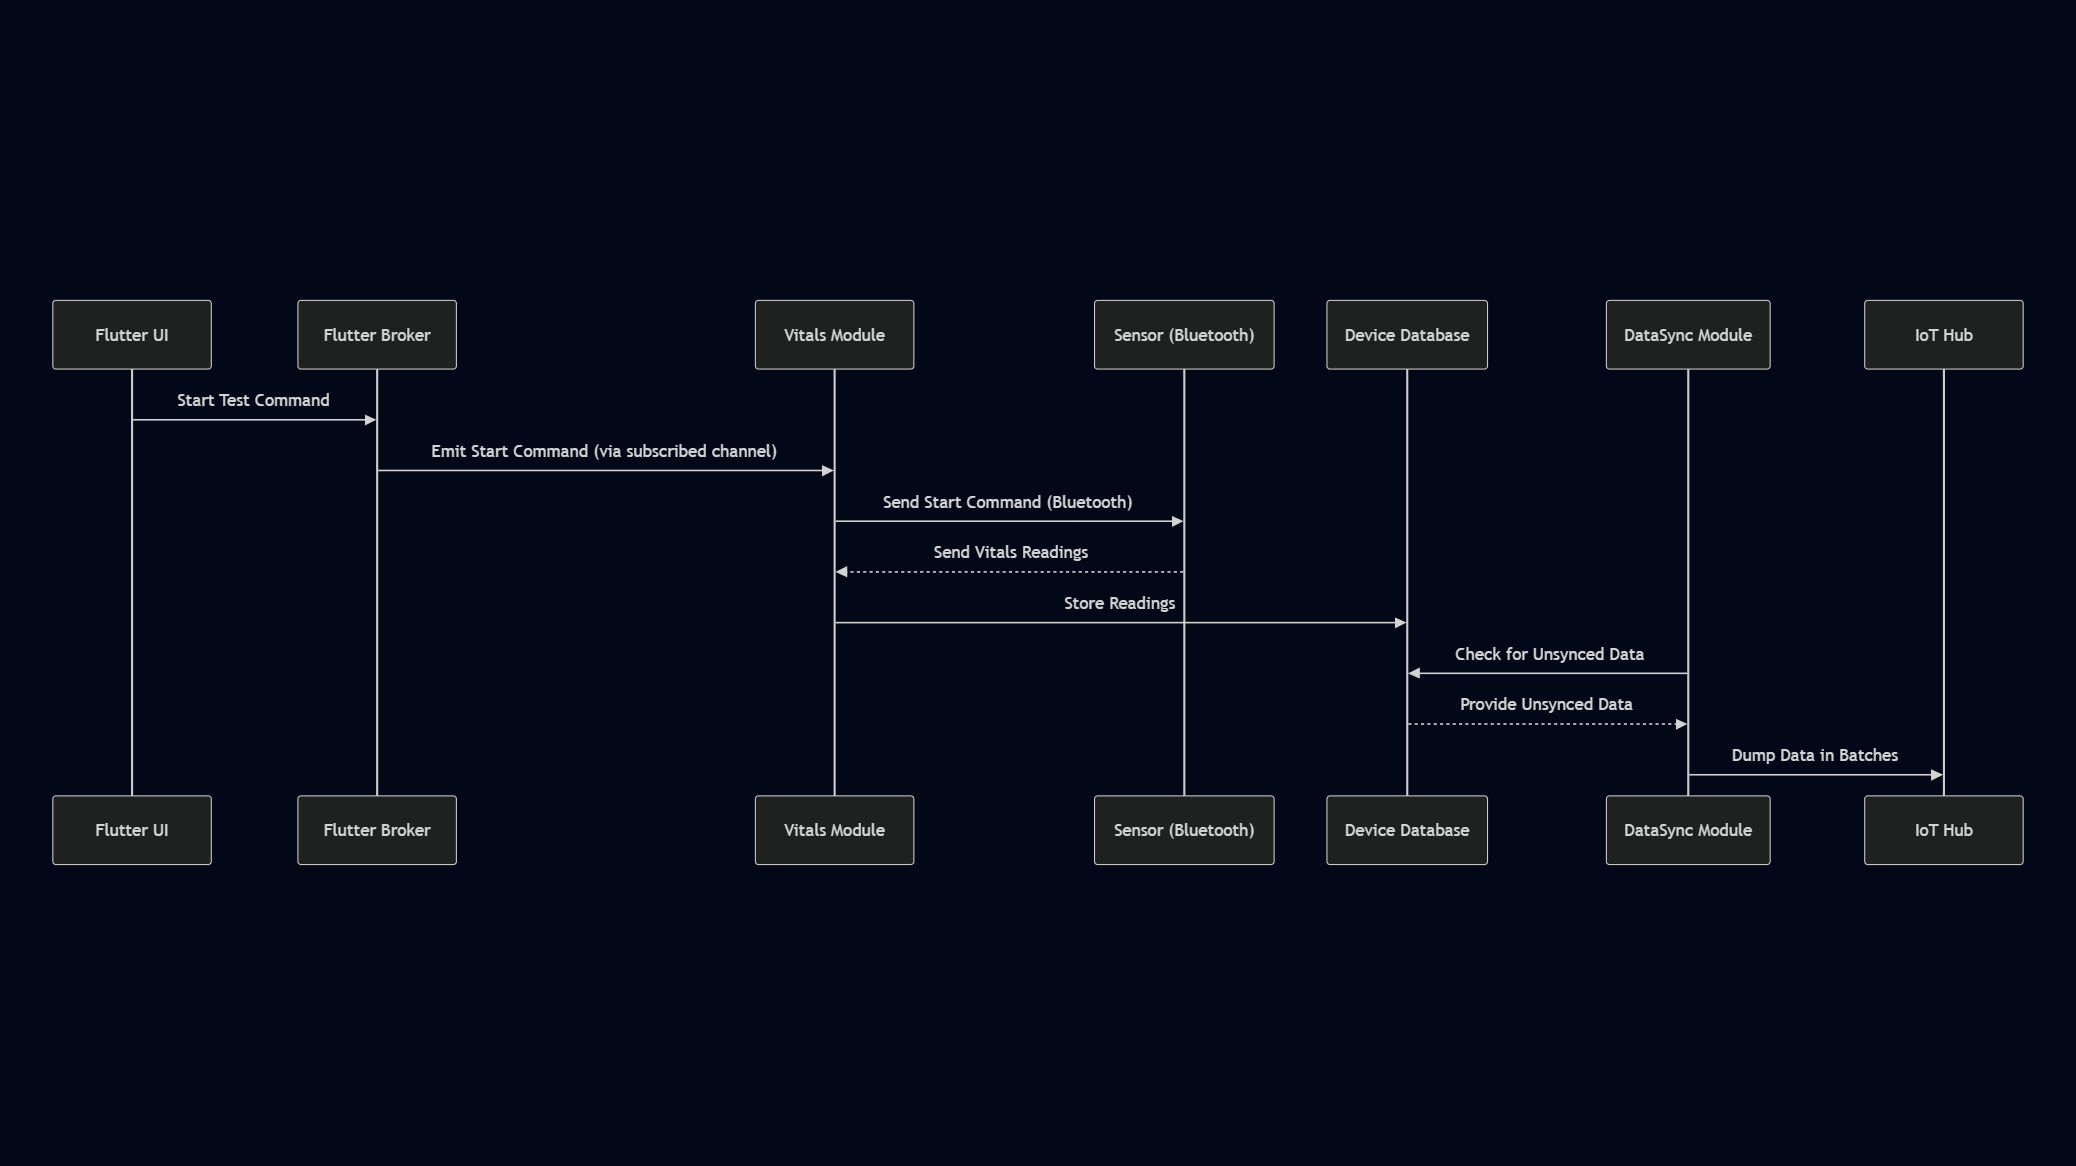 Flutter UI
Flutter Broker
Vitals Module
Sensor (Bluetooth)
Device Database
DataSync Module
IoT Hub
Start Test Command
Emit Start Command (via subscribed channel)
Send Start Command (Bluetooth)
Send Vitals Readings
Store Readings
Check for Unsynced Data
Provide Unsynced Data
Dump Data in Batches
Flutter UI
Flutter Broker
Vitals Module
Sensor (Bluetooth)
Device Database
DataSync Module
IoT Hub